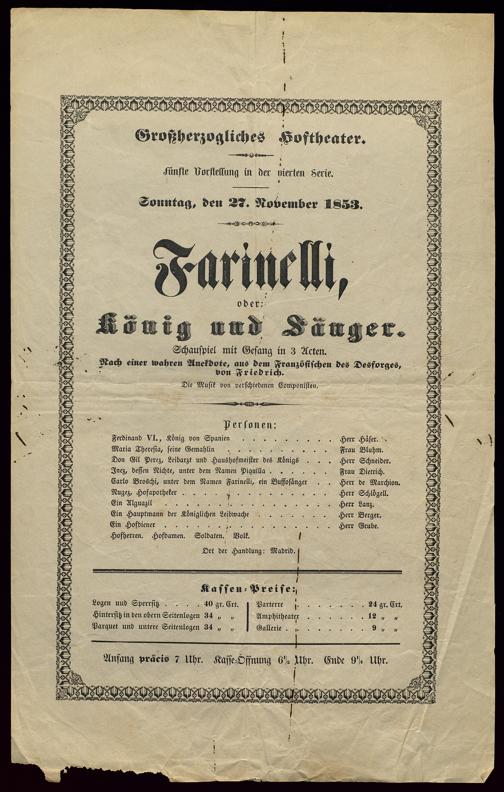 Großherzogliches Hoftheater.
Fünfte Vorstellung in der vierten Serie.
Sonntag, den 27. November 1853.
Farinelli,
oder:
König und Sänger.
Schauspiel mit Gesang in 3 Acten.
Nach einer wahren Anekdote, aus dem Französischen des Desforges,
von Friedrich.
Die Musik von verschiedenen Componisten.
Personen:
Ferdinand VI., König von Spanien . . . . . . . . . Herr Häser.
Maria Theresia, seine Gemahlin . . . . . . . . . . Frau Bluhm.
Don Gil Perez, Leibarzt und Haushofmeister des Königs . . . . Herr Schneider.
Inez, dessen Nichte, unter dem Namen Piquilla . . . . . . Frau Dietrich.
Carlo Broschi, unter dem Namen Farinelli, ein Buffosänger . . . Herr de Marchion.
Nugez, Hofapotheker . . . . . . . . . . . . Herr Schlögell.
Ein Alguazil . . . . . . . . . . . . . . Herr Lanz.
Ein Hauptmann der Königlichen Leibwache . . . . . . . Herr Berger.
Ein Hofdiener . . . . . . . . . . . . . . Herr Grube.
Hofherren. Hofdamen. Soldaten. Volk.
Ort der Handlung: Madrid.
Kassen-Preise:
Logen und Sperrsitz . . . . 40 gr. Crt.
Hintersitz in den obern Seitenlogen 34 „ „
Parquet und untere Seitenlogen 34 „ „
Parterre . . . . . . . 24 gr. Crt.
Amphitheater . . . . . . 12 „ „
Gallerie . . . . . . . 9 „ „
Anfang präcis 7 Uhr. Kasse-Öffnung 6¼ Uhr. Ende 9¼ Uhr.